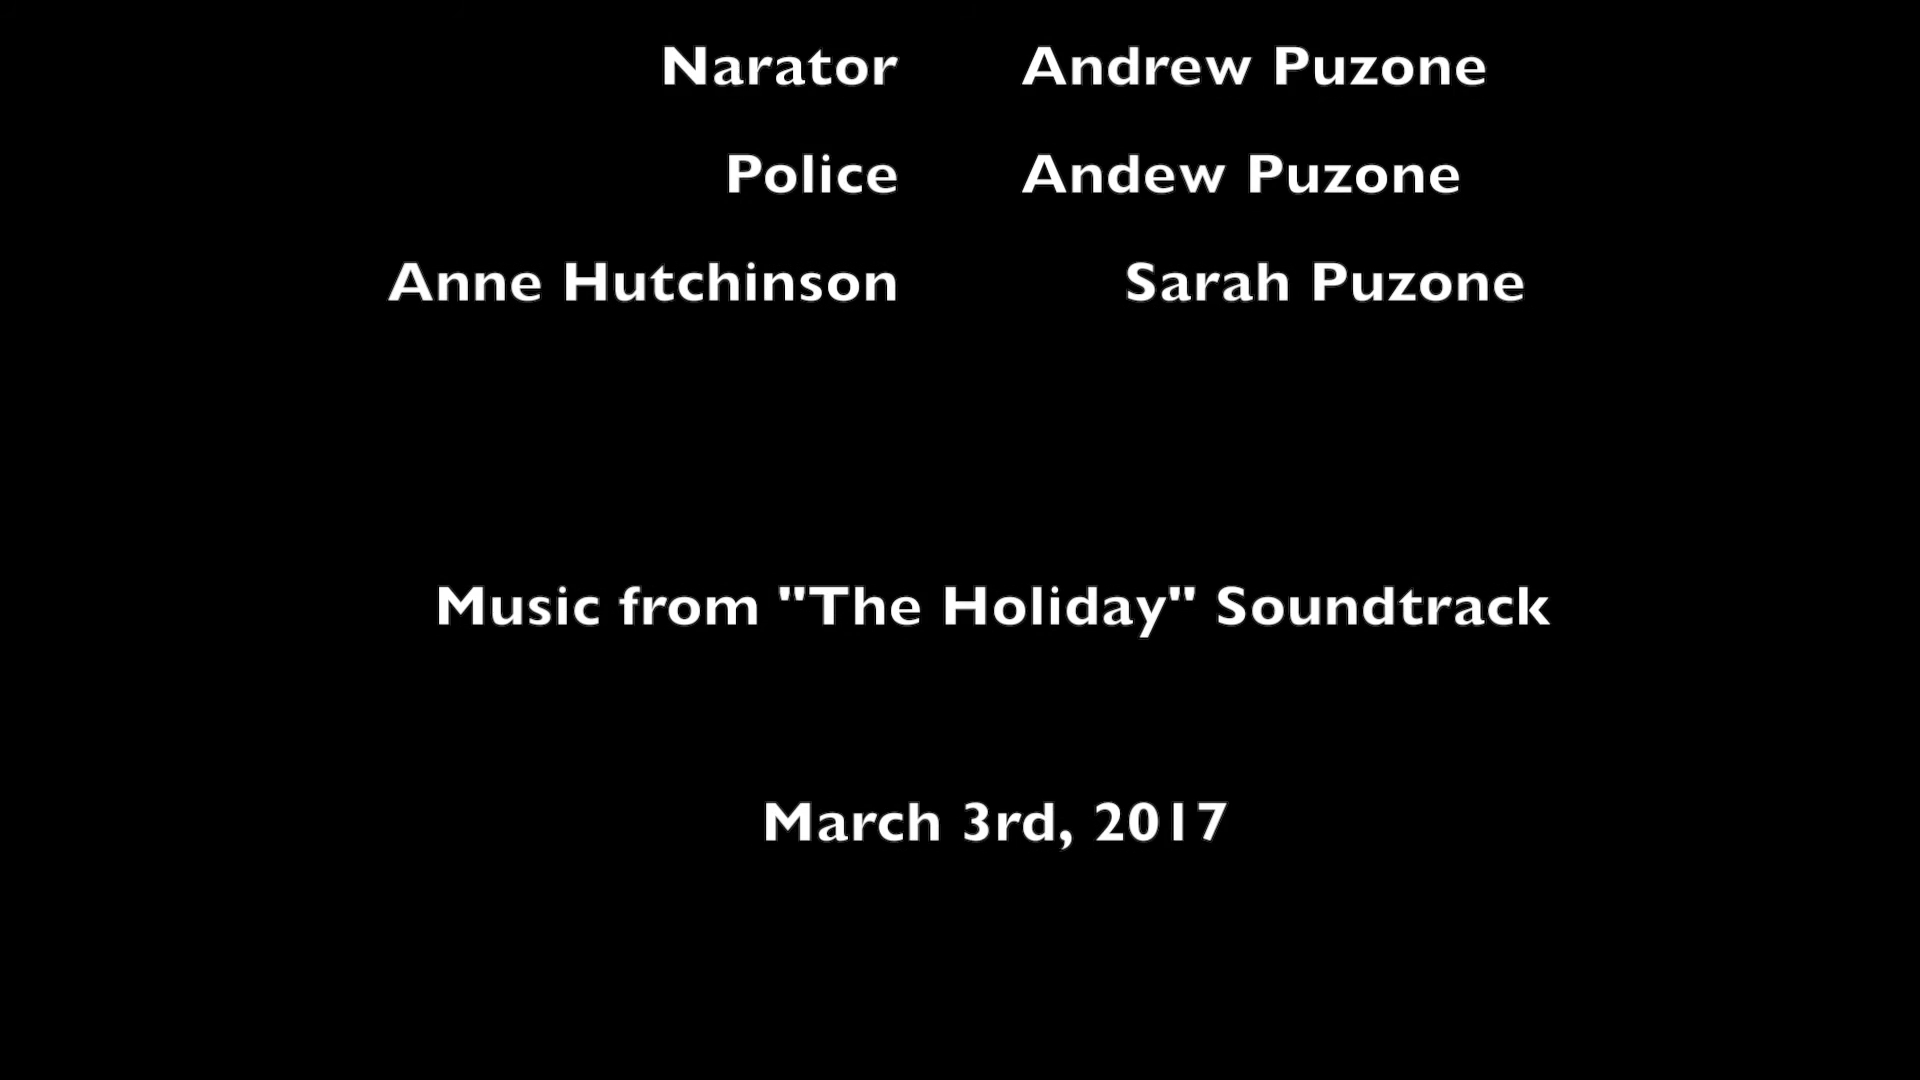 Narator Andrew Puzone
Police Andew Puzone
Anne Hutchinson Sarah Puzone
Music from "The Holiday" Soundtrack
March 3rd, 2017